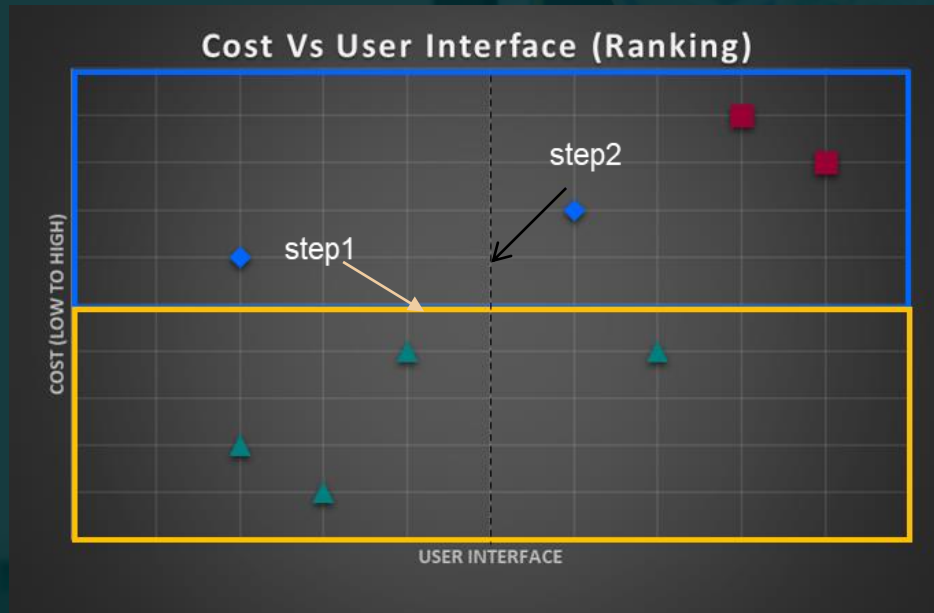 Cost Vs User Interface (Ranking)
step2
step1
COST (LOW TO HIGH)
USER INTERFACE